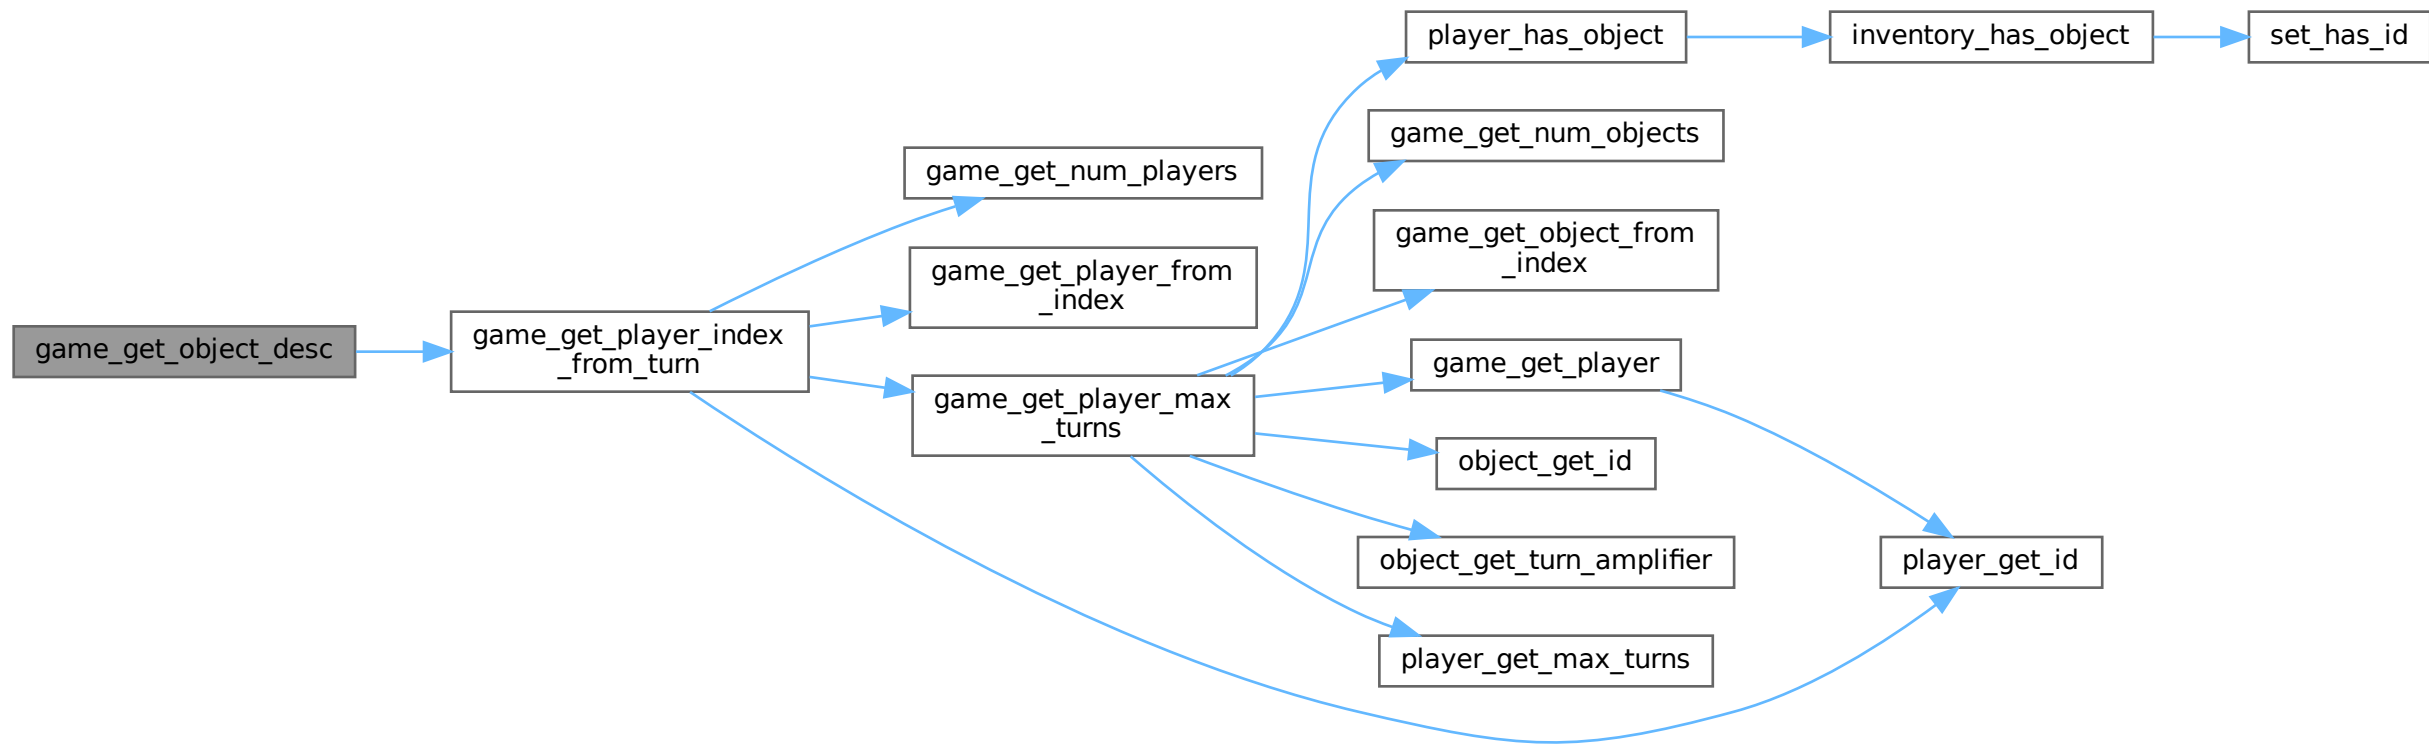 player_has_object
inventory_has_object
set_has_id
game_get_num_objects
game_get_num_players
game_get_object_from
_index
game_get_player_from
_index
game_get_object_desc
game_get_player_index
_from_turn
game_get_player
game_get_player_max
_turns
object_get_id
object_get_turn_amplifier
player_get_id
player_get_max_turns